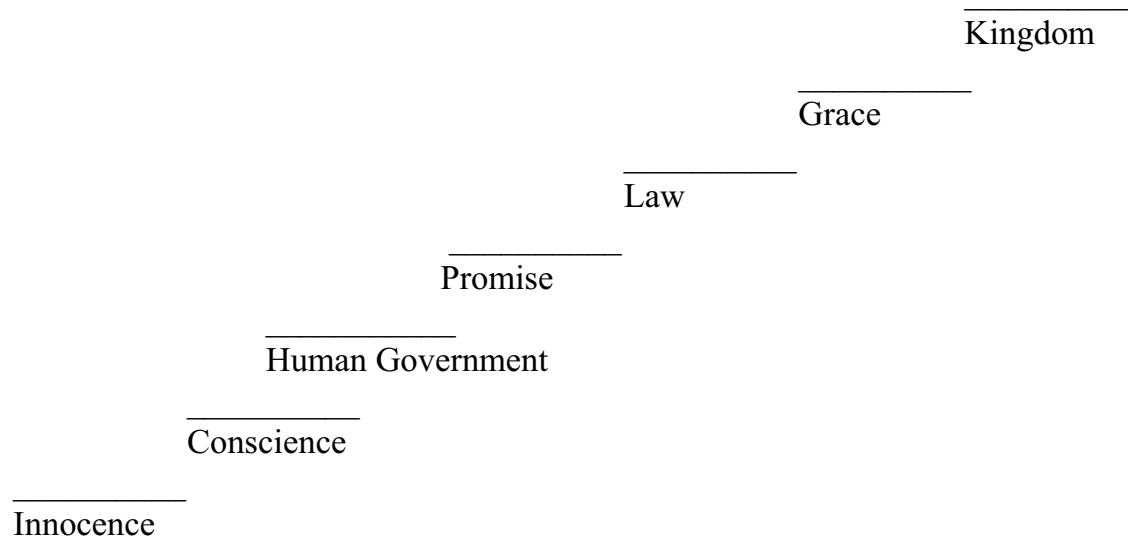 Kingdom
Grace
Law
Promise
Human Government
Conscience
Innocence